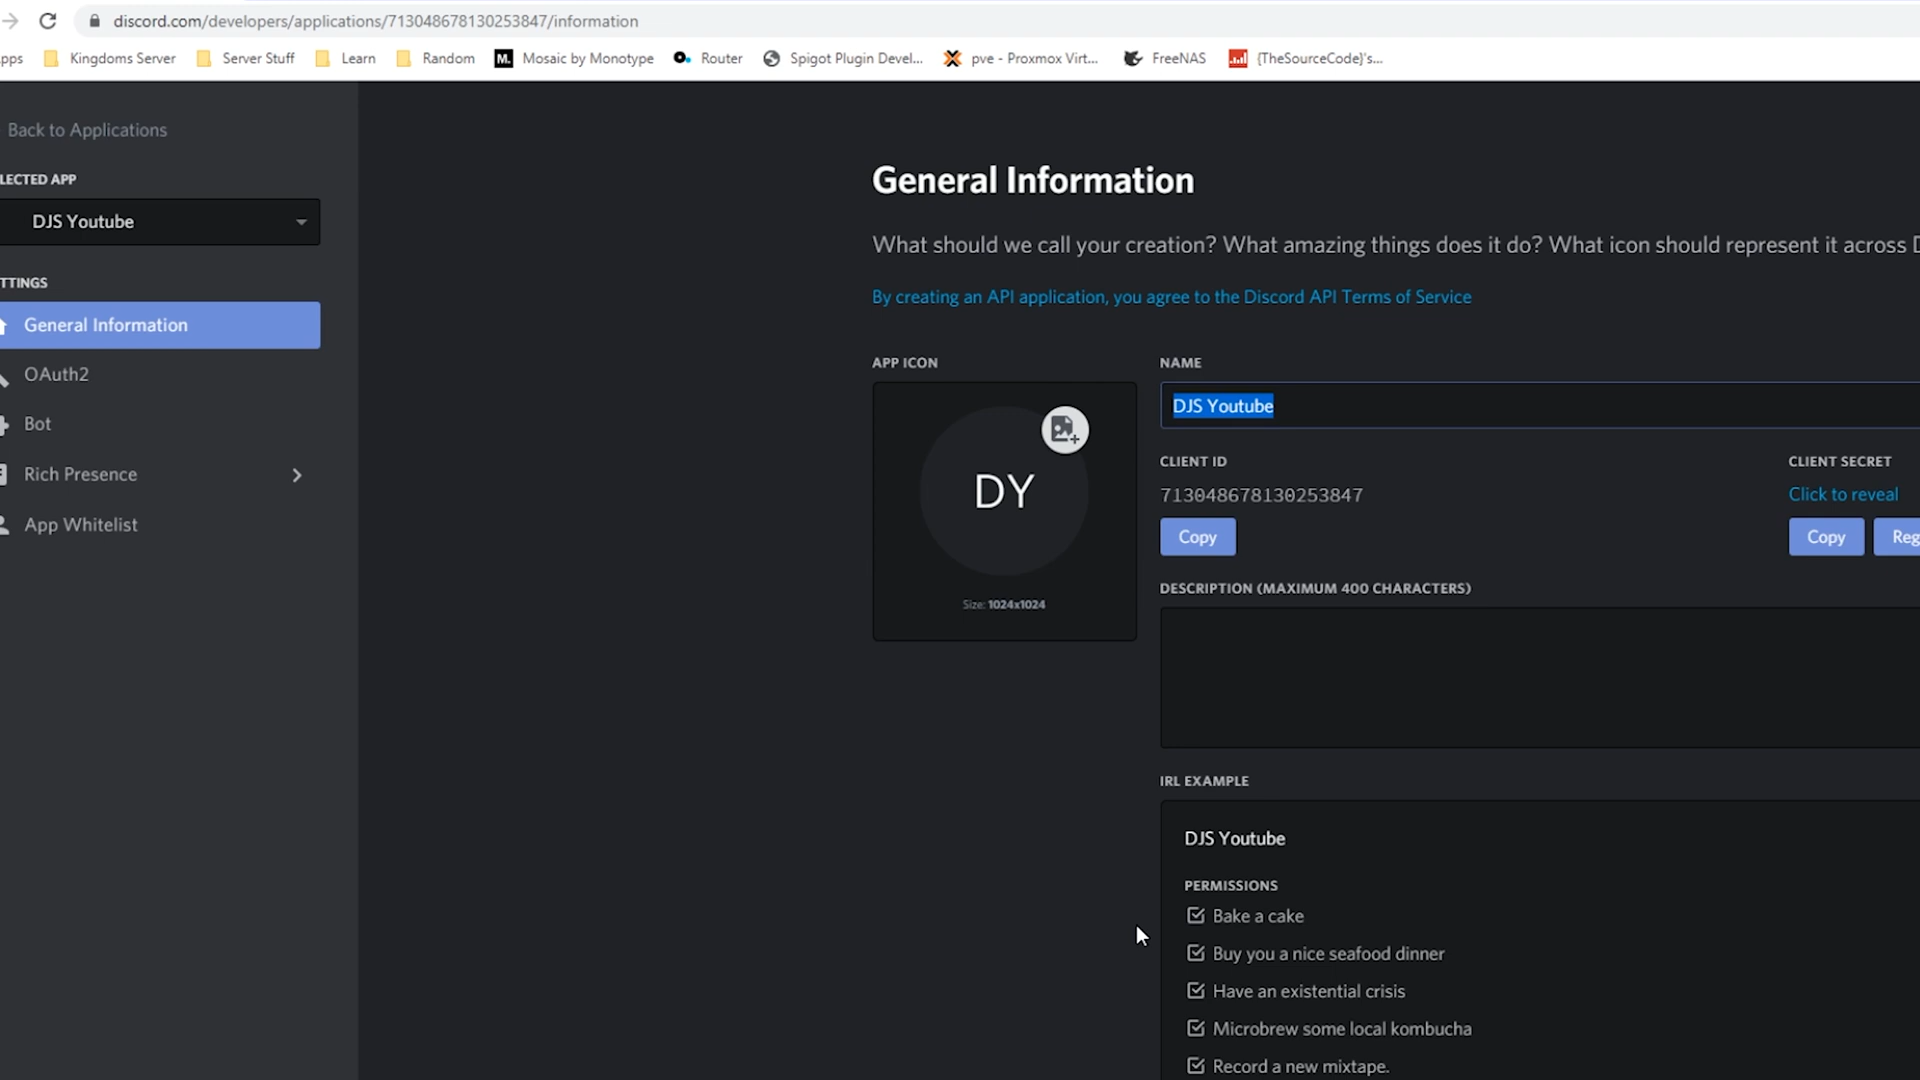 discord.com/developers/applications/713048678130253847/information
pps Kingdoms Server Server Stuff Learn Random M. Mosaic by Monotype Router Spigot Plugin Devel... pve - Proxmox Virt... FreeNAS {TheSourceCode}'s...
Back to Applications
LECTED APP
DJS Youtube
TTINGS
General Information
OAuth2
Bot
Rich Presence
App Whitelist
General Information
What should we call your creation? What amazing things does it do? What icon should represent it across D
By creating an API application, you agree to the Discord API Terms of Service
APP ICON
DY
Size: 1024x1024
NAME
DJS Youtube
CLIENT ID
713048678130253847
Copy
CLIENT SECRET
Click to reveal
Copy Reg
DESCRIPTION (MAXIMUM 400 CHARACTERS)
IRL EXAMPLE
DJS Youtube
PERMISSIONS
Bake a cake
Buy you a nice seafood dinner
Have an existential crisis
Microbrew some local kombucha
Record a new mixtape.